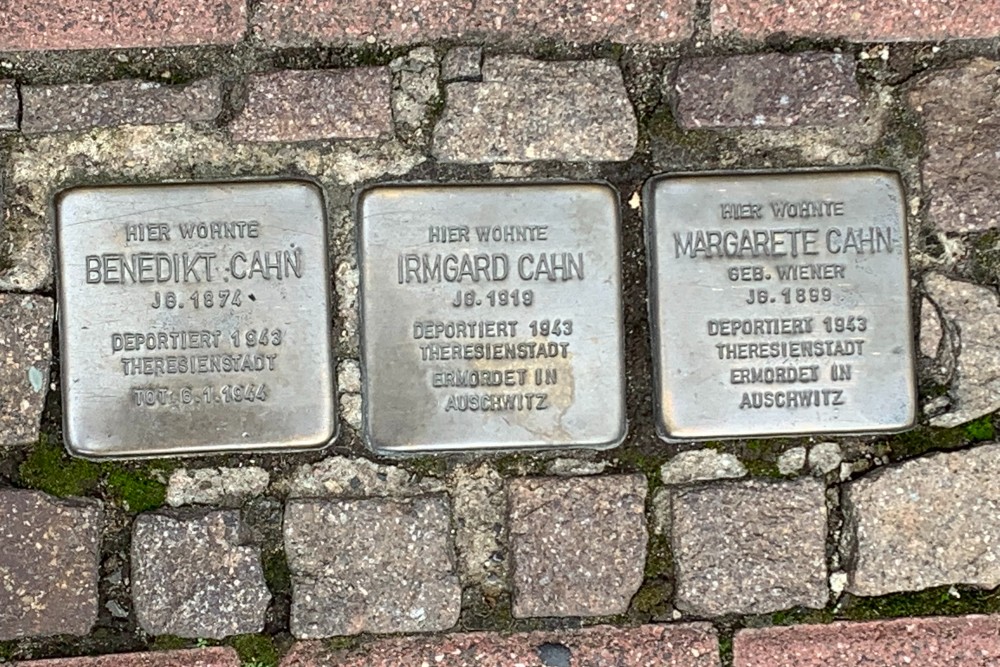 HIER WOHNTE
BENEDIKT CAHN
JG. 1874
DEPORTIERT 1943
THERESIENSTADT
TOT 6.1.1944
HIER WOHNTE
IRMGARD CAHN
JG. 1919
DEPORTIERT 1943
THERESIENSTADT
ERMORDET IN
AUSCHWITZ
HIER WOHNTE
MARGARETE CAHN
GEB. WIENER
JG. 1899
DEPORTIERT 1943
THERESIENSTADT
ERMORDET IN
AUSCHWITZ